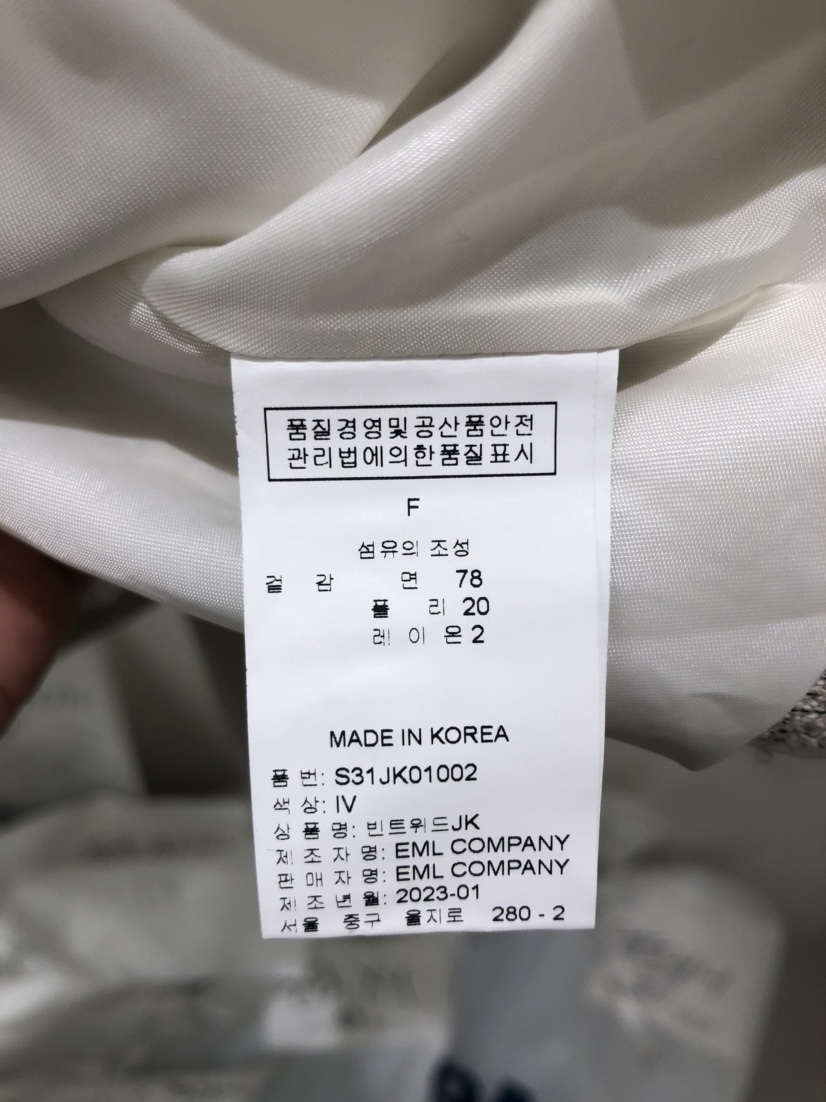 품질경영및공산품안전
관리법에의한품질표시
F
섬유의 조성
겉 감 면 78
폴 리 20
레 이 온 2
MADE IN KOREA
품 번: S31JK01002
색 상: IV
상 품 명: 빈트위드JK
제 조 자 명: EML COMPANY
판 매 자 명: EML COMPANY
제 조 년 월: 2023-01
서울 중구 을지로 280 - 2